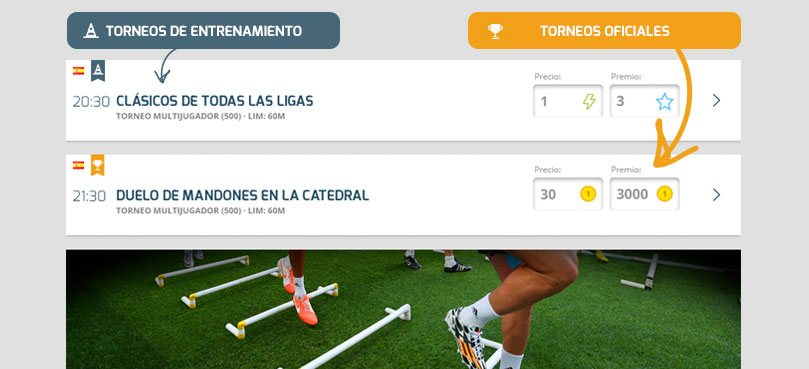 TORNEOS DE ENTRENAMIENTO
TORNEOS OFICIALES
Precio: Premio:
20:30 CLÁSICOS DE TODAS LAS LIGAS 1 3
TORNEO MULTIJUGADOR (500) · LIM: 60M
Precio: Premio:
21:30 DUELO DE MANDONES EN LA CATEDRAL 30 1 3000 1
TORNEO MULTIJUGADOR (500) · LIM: 60M